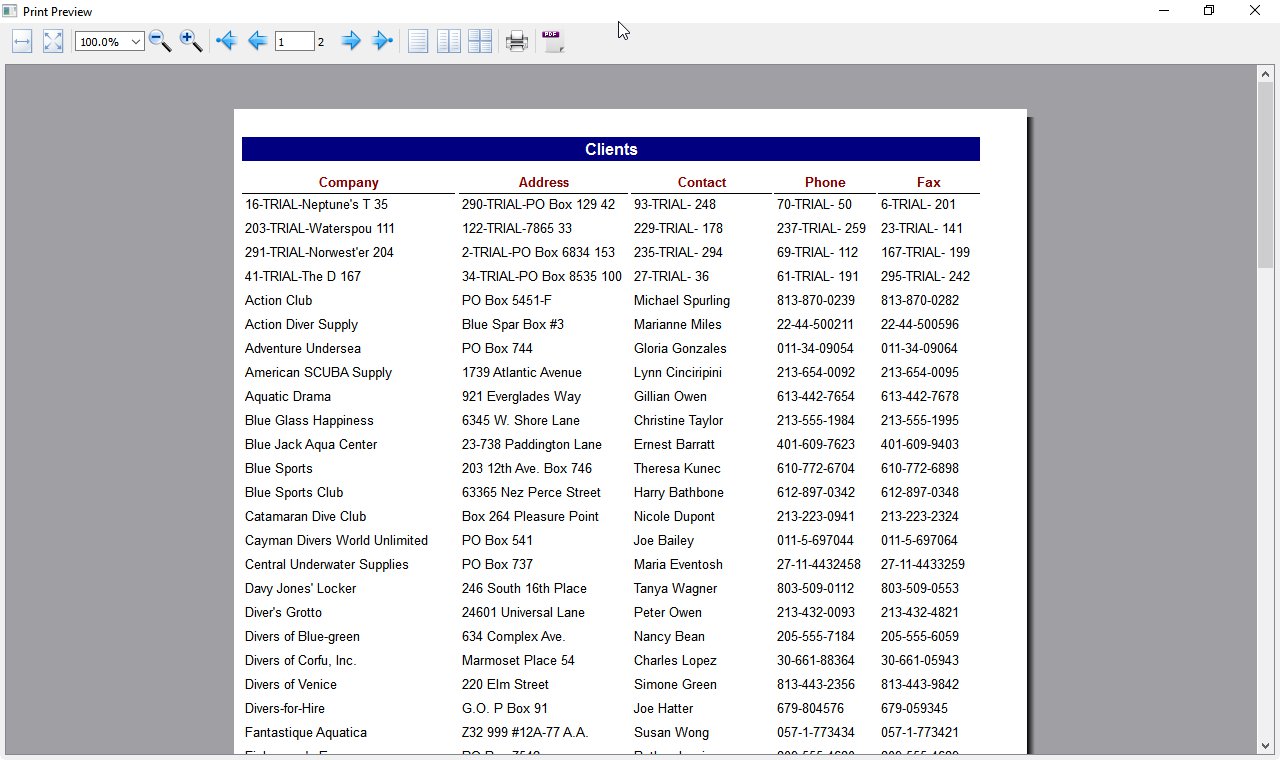 Print Preview
100.0% 1 2 PDF
Clients
Company Address Contact Phone Fax
16-TRIAL-Neptune's T 35 290-TRIAL-PO Box 129 42 93-TRIAL- 248 70-TRIAL- 50 6-TRIAL- 201
203-TRIAL-Waterspou 111 122-TRIAL-7865 33 229-TRIAL- 178 237-TRIAL- 259 23-TRIAL- 141
291-TRIAL-Norwest'er 204 2-TRIAL-PO Box 6834 153 235-TRIAL- 294 69-TRIAL- 112 167-TRIAL- 199
41-TRIAL-The D 167 34-TRIAL-PO Box 8535 100 27-TRIAL- 36 61-TRIAL- 191 295-TRIAL- 242
Action Club PO Box 5451-F Michael Spurling 813-870-0239 813-870-0282
Action Diver Supply Blue Spar Box #3 Marianne Miles 22-44-500211 22-44-500596
Adventure Undersea PO Box 744 Gloria Gonzales 011-34-09054 011-34-09064
American SCUBA Supply 1739 Atlantic Avenue Lynn Cinciripini 213-654-0092 213-654-0095
Aquatic Drama 921 Everglades Way Gillian Owen 613-442-7654 613-442-7678
Blue Glass Happiness 6345 W. Shore Lane Christine Taylor 213-555-1984 213-555-1995
Blue Jack Aqua Center 23-738 Paddington Lane Ernest Barratt 401-609-7623 401-609-9403
Blue Sports 203 12th Ave. Box 746 Theresa Kunec 610-772-6704 610-772-6898
Blue Sports Club 63365 Nez Perce Street Harry Bathbone 612-897-0342 612-897-0348
Catamaran Dive Club Box 264 Pleasure Point Nicole Dupont 213-223-0941 213-223-2324
Cayman Divers World Unlimited PO Box 541 Joe Bailey 011-5-697044 011-5-697064
Central Underwater Supplies PO Box 737 Maria Eventosh 27-11-4432458 27-11-4433259
Davy Jones' Locker 246 South 16th Place Tanya Wagner 803-509-0112 803-509-0553
Diver's Grotto 24601 Universal Lane Peter Owen 213-432-0093 213-432-4821
Divers of Blue-green 634 Complex Ave. Nancy Bean 205-555-7184 205-555-6059
Divers of Corfu, Inc. Marmoset Place 54 Charles Lopez 30-661-88364 30-661-05943
Divers of Venice 220 Elm Street Simone Green 813-443-2356 813-443-9842
Divers-for-Hire G.O. P Box 91 Joe Hatter 679-804576 679-059345
Fantastique Aquatica Z32 999 #12A-77 A.A. Susan Wong 057-1-773434 057-1-773421